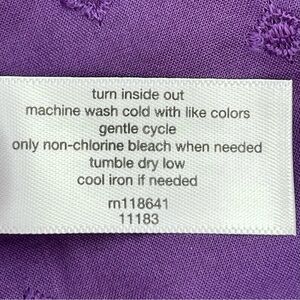 turn inside out
machine wash cold with like colors
gentle cycle
only non-chlorine bleach when needed
tumble dry low
cool iron if needed
rn118641
11183